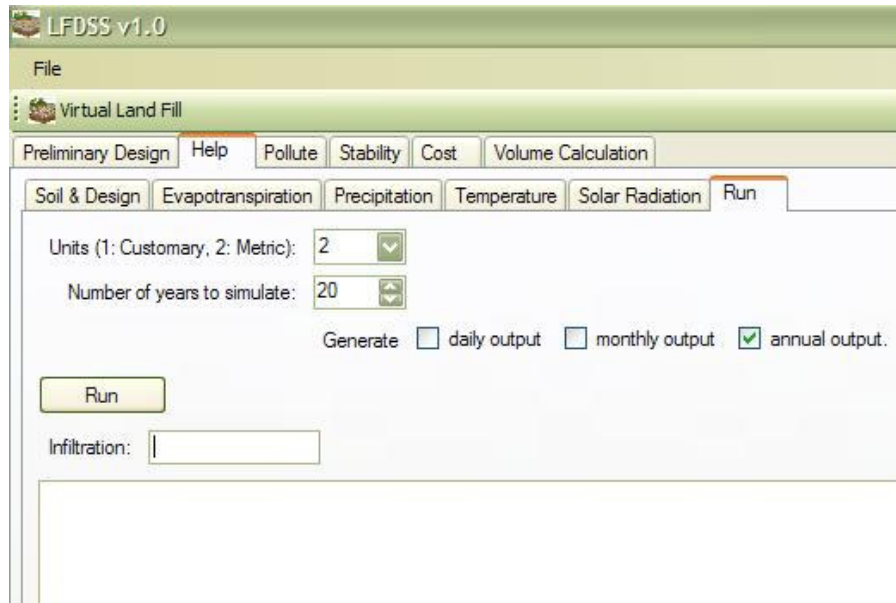 LFDSS v1.0
File
Virtual Land Fill
Preliminary Design Help Pollute Stability Cost Volume Calculation
Soil & Design Evapotranspiration Precipitation Temperature Solar Radiation Run
Units (1: Customary, 2: Metric): 2
Number of years to simulate: 20
Generate daily output monthly output annual output.
Run
Infiltration: